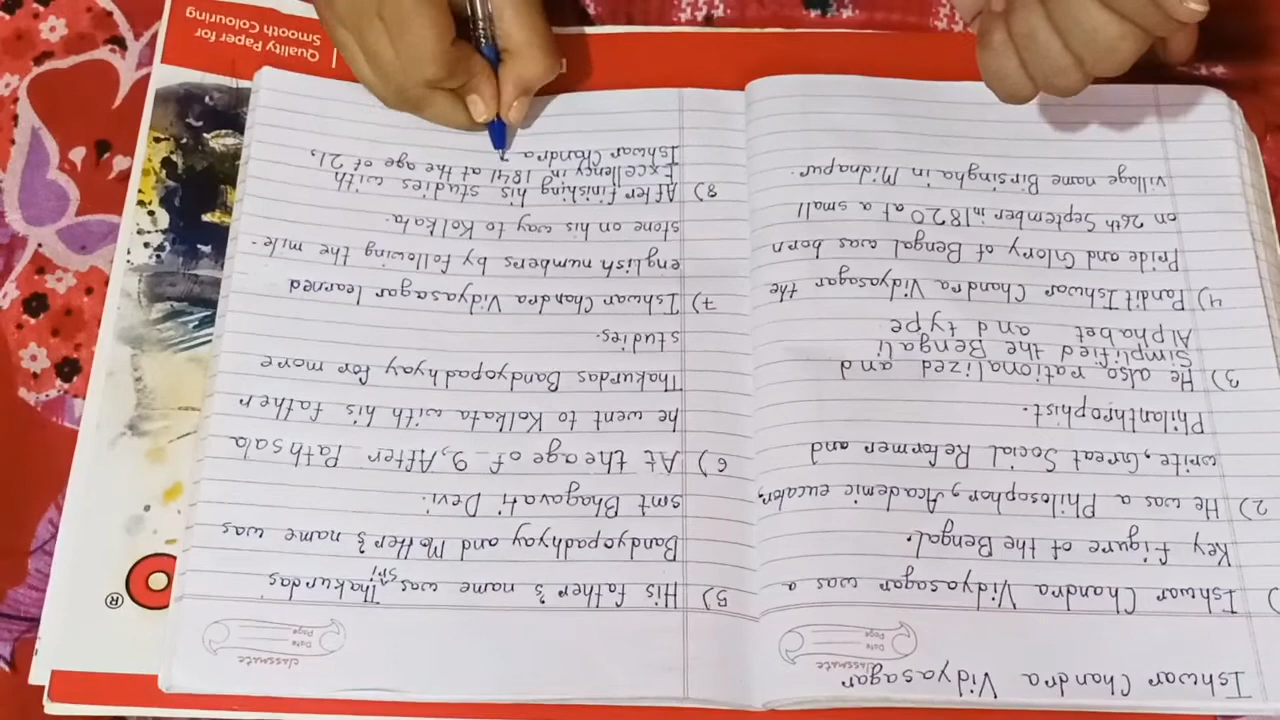 Ishwar Chandra Vidyasagar
classmate
Date
Page
) Ishwar Chandra Vidyasagar was a
Key figure of the Bengal.
2) He was a Philosophor, Academic eucator,
write, Great Social Reformer and
Philanthrophist.
3) He also rationalized and
Simplified the Bengali
Alphabet and type
4) Pandit Ishwar Chandra Vidyasagar the
Pride and Glory of Bengal was born
on 26th September in 1820 at a small
village name Birsingha in Midnapur.
classmate
Date
Page
5) His father's name was Sri Thakurdas
Bandyopadhyay and Mother's name was
smt Bhagavati Devi.
6) At the age of 9, After Pathsala
he went to Kolkata with his father
Thakurdas Bandyopadhyay for more
studies.
7) Ishwar Chandra Vidyasagar learned
english numbers by following the mile-
stone on his way to Kolkata.
8) After finishing his studies with
Excellency in 1841 at the age of 21,
Ishwar Chandra
Quality Paper for
Smooth Colouring
®